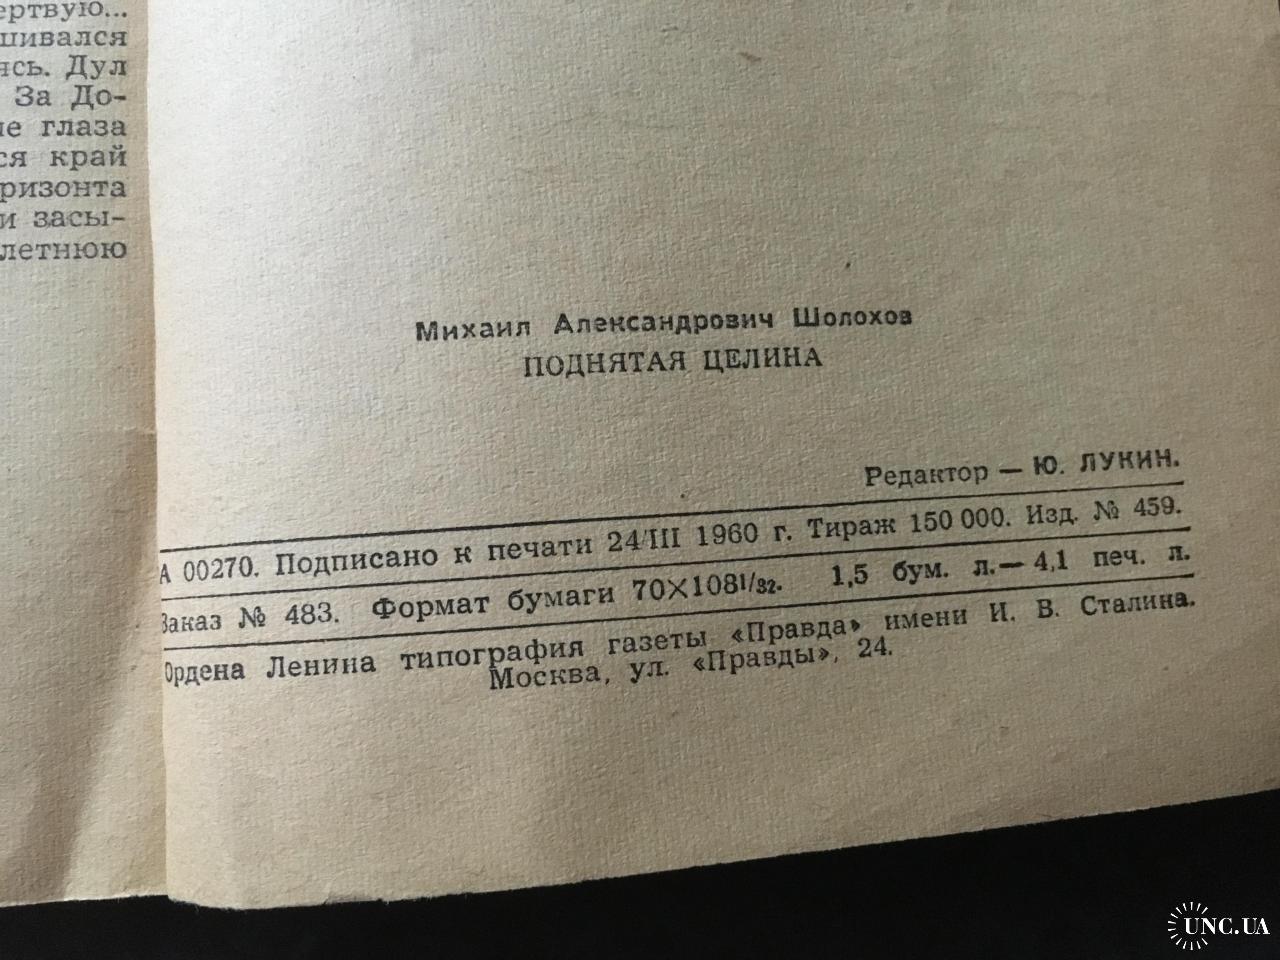 ертвую...
шивался
ясь. Дул
За До-
ие глаза
ся край
ризонта
и засы-
летнюю
Михаил Александрович Шолохов
ПОДНЯТАЯ ЦЕЛИНА
Редактор — Ю. ЛУКИН.
А 00270. Подписано к печати 24/III 1960 г. Тираж 150 000. Изд. № 459.
Заказ № 483. Формат бумаги 70×108 1/32. 1,5 бум. л.— 4,1 печ. л.
Ордена Ленина типография газеты «Правда» имени И. В. Сталина.
Москва, ул. «Правды», 24.
UNC.UA